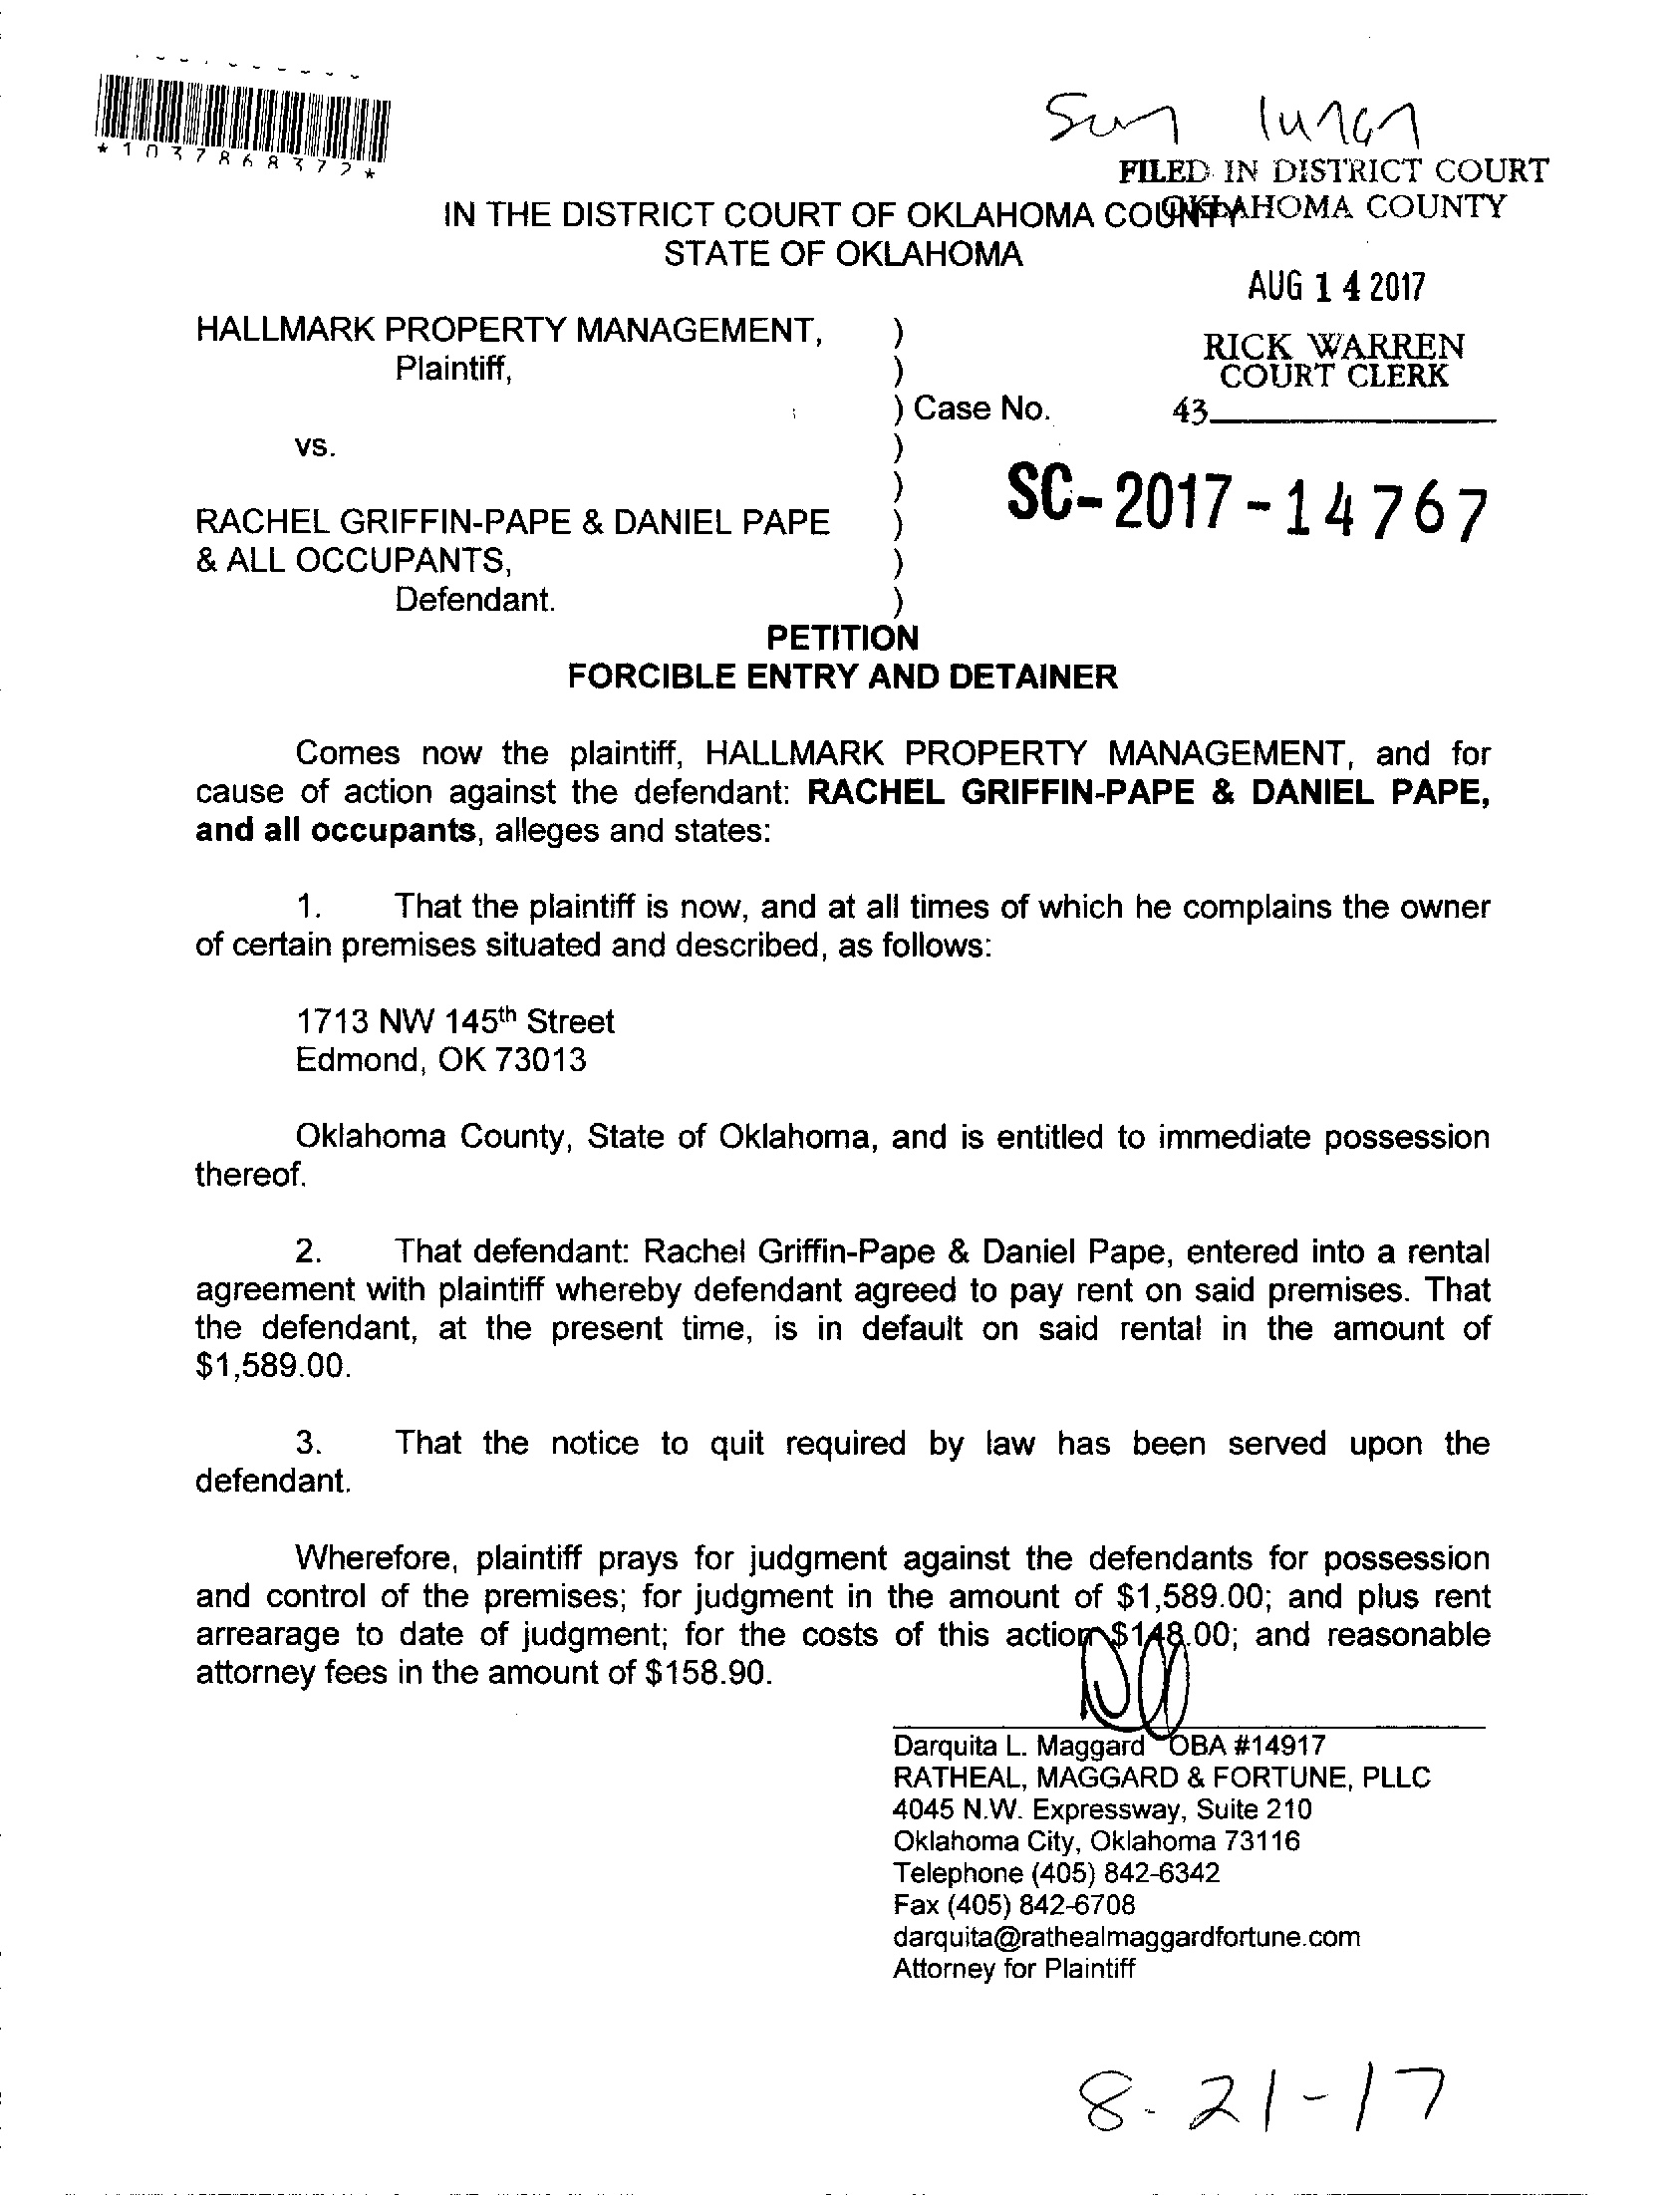 *1037868372*
FILED IN DISTRICT COURT
OKLAHOMA COUNTY
IN THE DISTRICT COURT OF OKLAHOMA COUNTY
STATE OF OKLAHOMA
AUG 14 2017
HALLMARK PROPERTY MANAGEMENT, )
RICK WARREN
Plaintiff, )
COURT CLERK
) Case No.
43
vs. )
)
SC-2017-14767
RACHEL GRIFFIN-PAPE & DANIEL PAPE )
& ALL OCCUPANTS, )
Defendant. )
PETITION
FORCIBLE ENTRY AND DETAINER
Comes now the plaintiff, HALLMARK PROPERTY MANAGEMENT, and for
cause of action against the defendant: RACHEL GRIFFIN-PAPE & DANIEL PAPE,
and all occupants, alleges and states:
1. That the plaintiff is now, and at all times of which he complains the owner
of certain premises situated and described, as follows:
1713 NW 145th Street
Edmond, OK 73013
Oklahoma County, State of Oklahoma, and is entitled to immediate possession
thereof.
2. That defendant: Rachel Griffin-Pape & Daniel Pape, entered into a rental
agreement with plaintiff whereby defendant agreed to pay rent on said premises. That
the defendant, at the present time, is in default on said rental in the amount of
$1,589.00.
3. That the notice to quit required by law has been served upon the
defendant.
Wherefore, plaintiff prays for judgment against the defendants for possession
and control of the premises; for judgment in the amount of $1,589.00; and plus rent
arrearage to date of judgment; for the costs of this action $148.00; and reasonable
attorney fees in the amount of $158.90.
Darquita L. Maggard OBA #14917
RATHEAL, MAGGARD & FORTUNE, PLLC
4045 N.W. Expressway, Suite 210
Oklahoma City, Oklahoma 73116
Telephone (405) 842-6342
Fax (405) 842-6708
darquita@rathealmaggardfortune.com
Attorney for Plaintiff
8-21-17